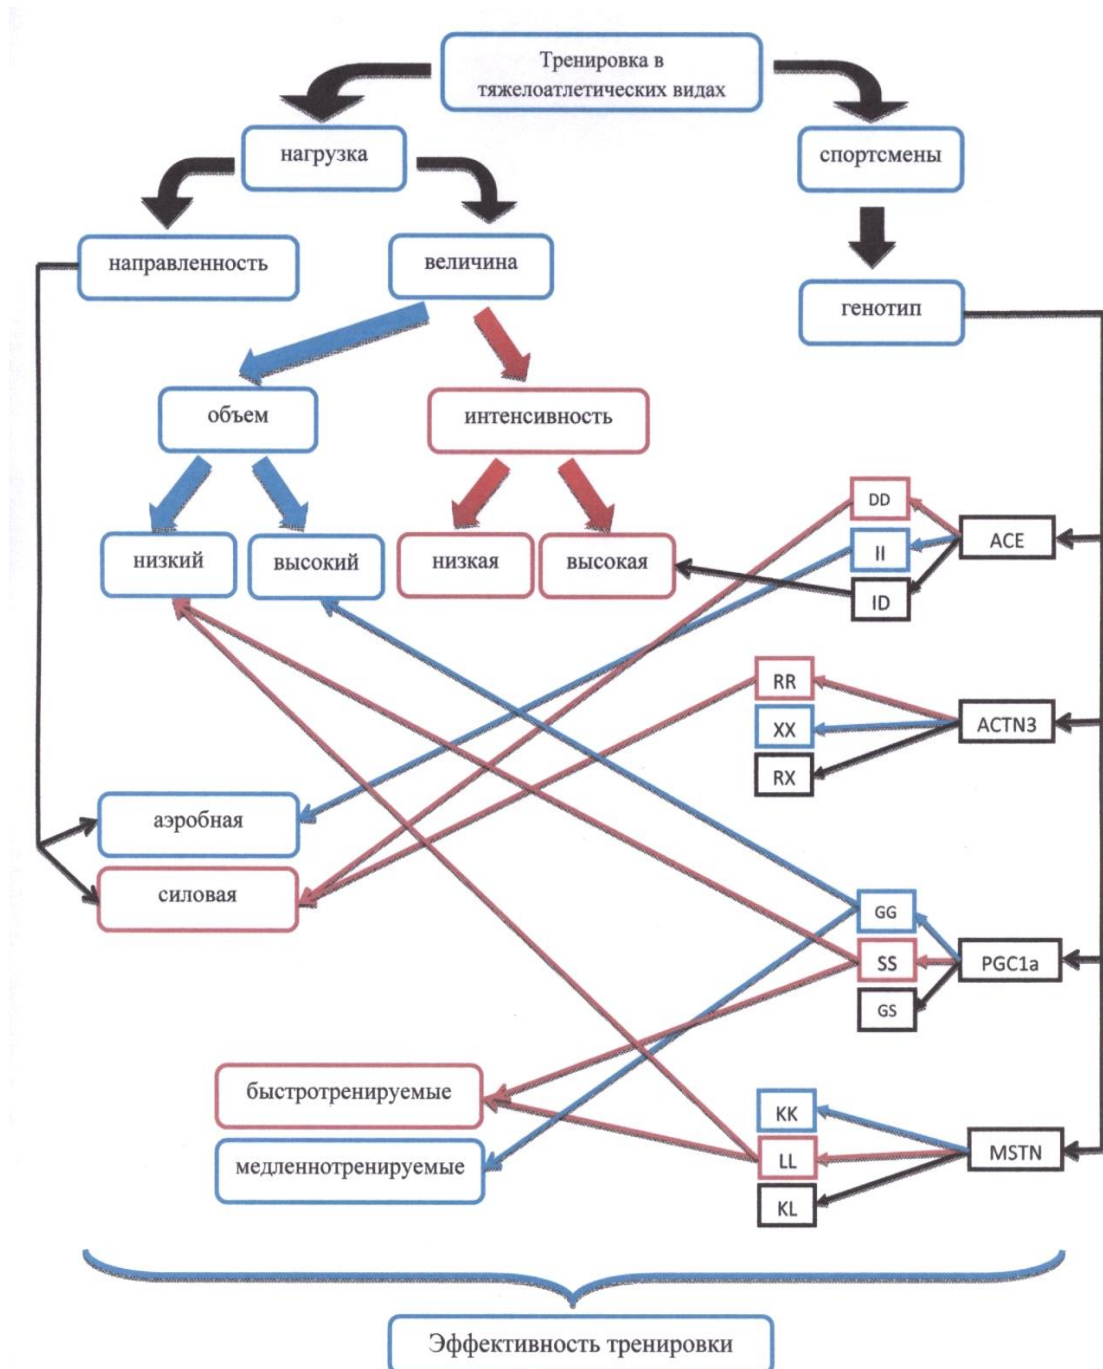 Тренировка в
тяжелоатлетических видах
нагрузка
спортсмены
направленность
величина
генотип
объем
интенсивность
низкий
высокий
низкая
высокая
DD
II
ID
ACE
RR
XX
RX
ACTN3
аэробная
силовая
GG
SS
GS
PGC1a
быстротренируемые
медленнотренируемые
KK
LL
KL
MSTN
Эффективность тренировки